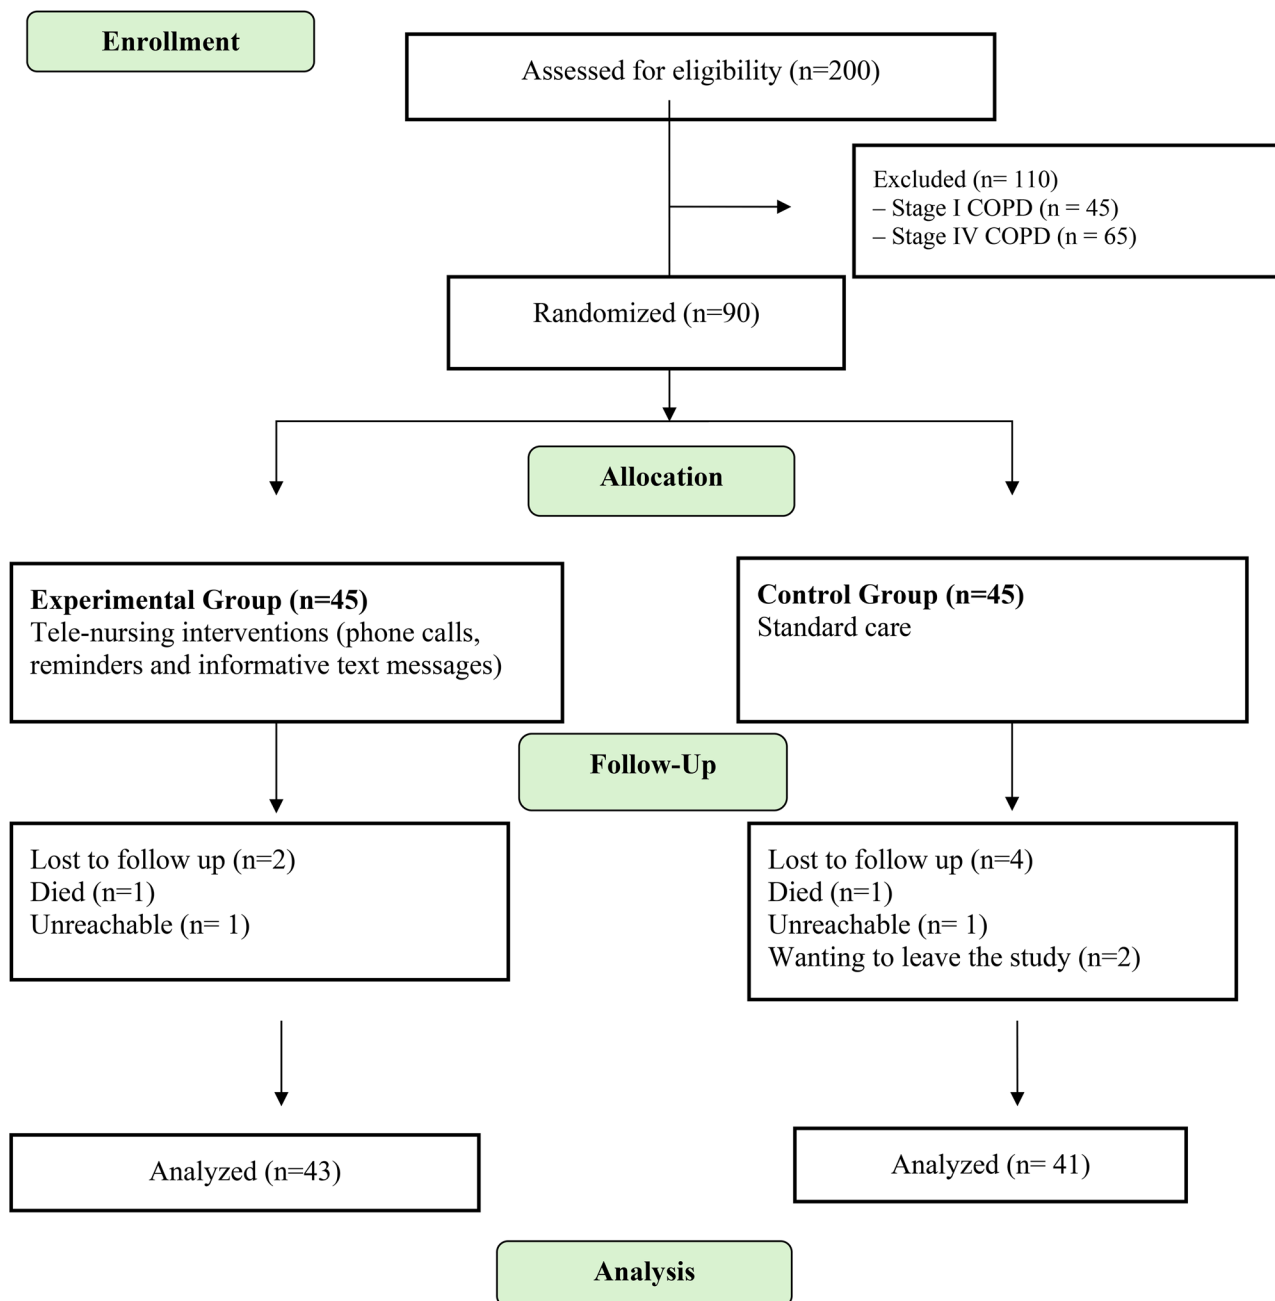 Enrollment
Assessed for eligibility (n=200)
Excluded (n= 110)
– Stage I COPD (n = 45)
– Stage IV COPD (n = 65)
Randomized (n=90)
Allocation
Experimental Group (n=45)
Tele-nursing interventions (phone calls,
reminders and informative text messages)
Control Group (n=45)
Standard care
Follow-Up
Lost to follow up (n=2)
Died (n=1)
Unreachable (n= 1)
Lost to follow up (n=4)
Died (n=1)
Unreachable (n= 1)
Wanting to leave the study (n=2)
Analyzed (n=43)
Analyzed (n= 41)
Analysis